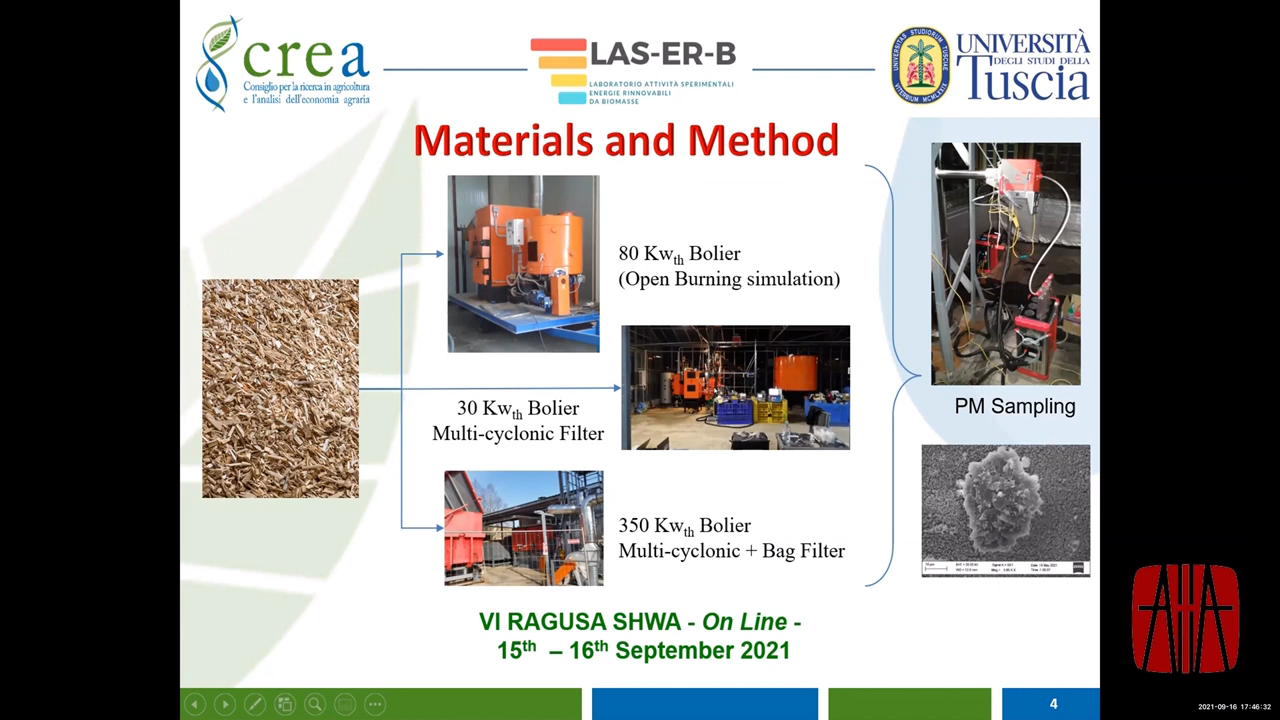 crea
Consiglio per la ricerca in agricoltura
e l'analisi dell'economia agraria
LAS-ER-B
LABORATORIO ATTIVITÀ SPERIMENTALI
ENERGIE RINNOVABILI
DA BIOMASSE
UNIVERSITÀ
DEGLI STUDI DELLA
Tuscia
Materials and Method
80 Kwth Bolier
(Open Burning simulation)
30 Kwth Bolier
Multi-cyclonic Filter
350 Kwth Bolier
Multi-cyclonic + Bag Filter
PM Sampling
VI RAGUSA SHWA - On Line -
15th – 16th September 2021
4
2021-09-16 17:46:32